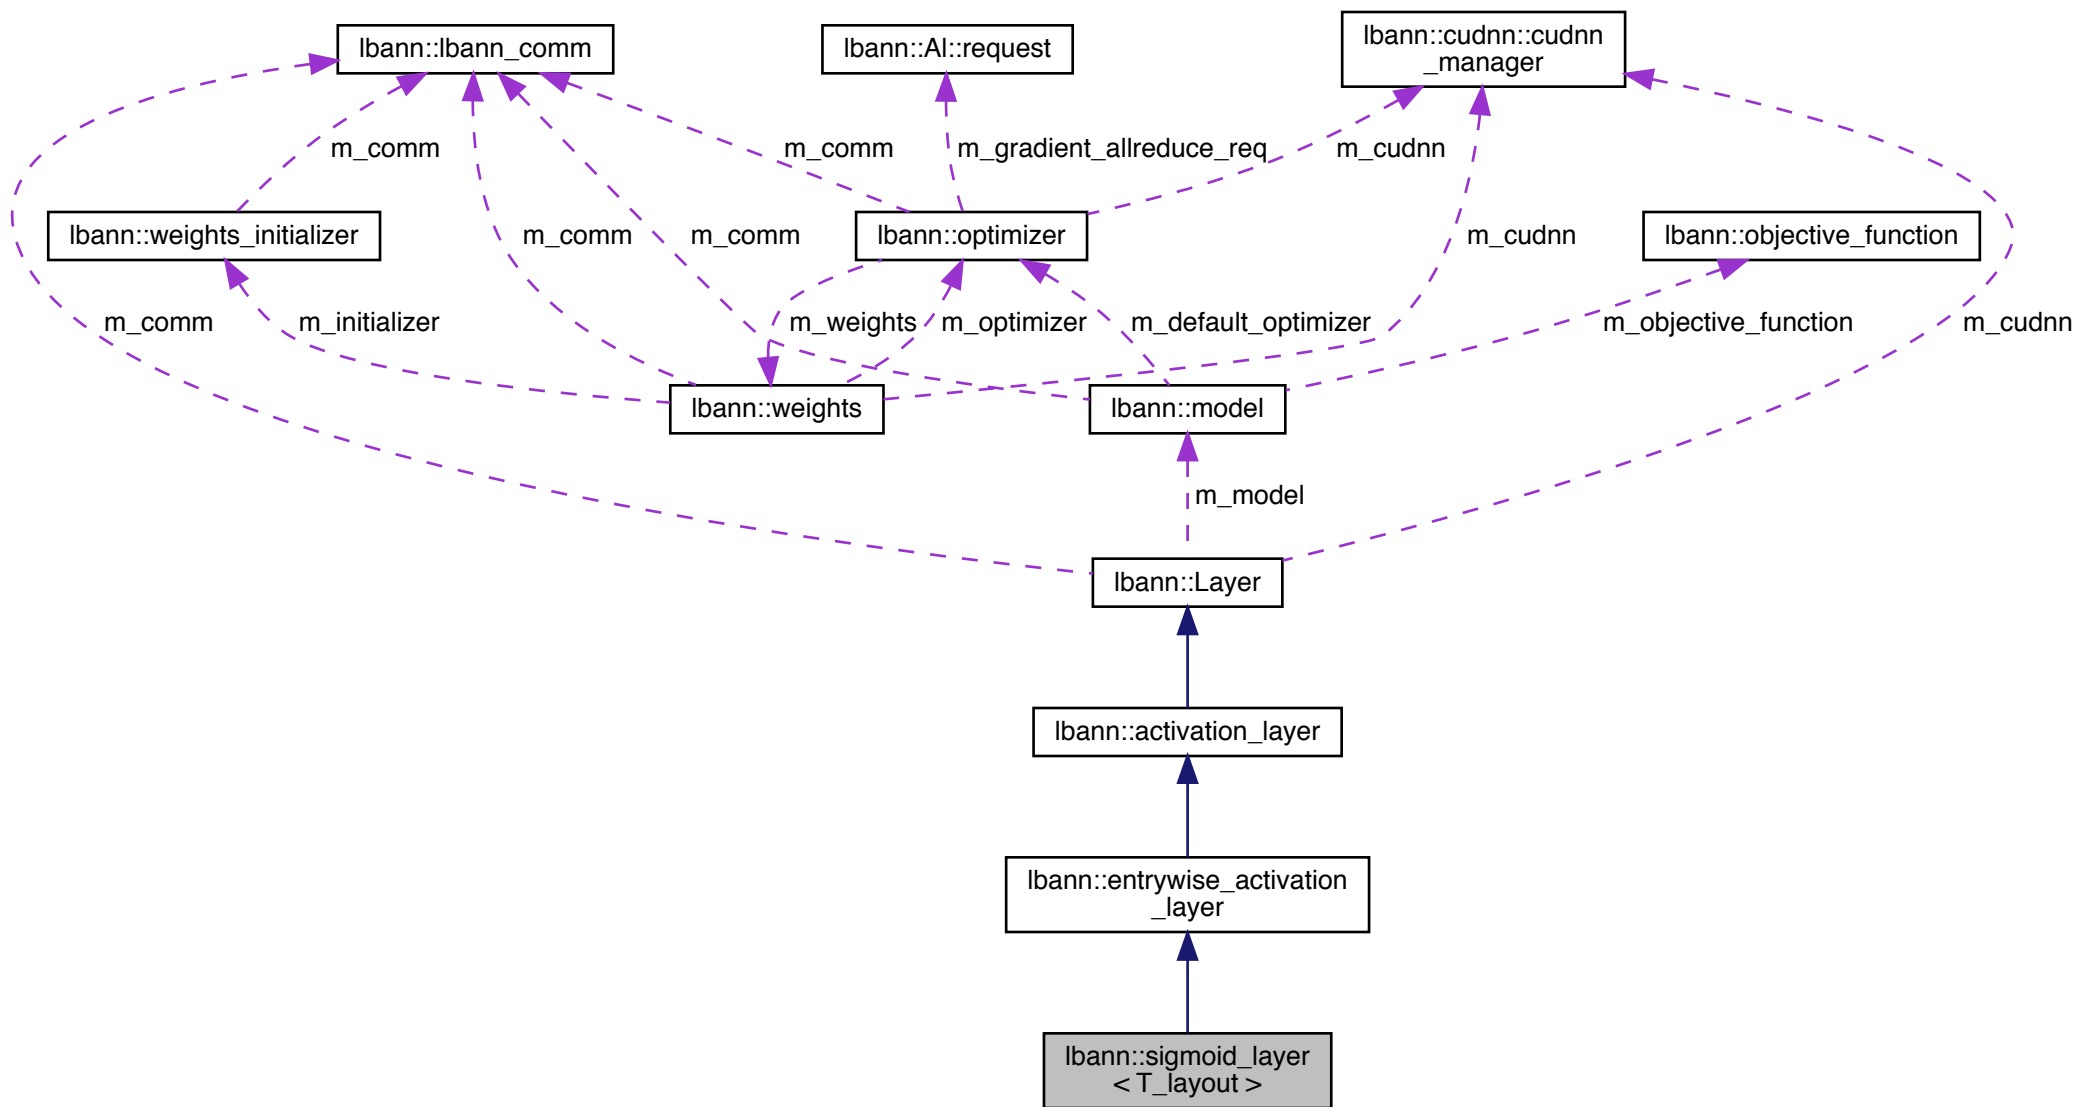 lbann::lbann_comm
lbann::Al::request
lbann::cudnn::cudnn
_manager
m_comm
m_comm
m_gradient_allreduce_req
m_cudnn
lbann::weights_initializer
m_comm
m_comm
lbann::optimizer
m_cudnn
lbann::objective_function
m_comm
m_initializer
m_weights
m_optimizer
m_default_optimizer
m_objective_function
m_cudnn
lbann::weights
lbann::model
m_model
lbann::Layer
lbann::activation_layer
lbann::entrywise_activation
_layer
lbann::sigmoid_layer
< T_layout >